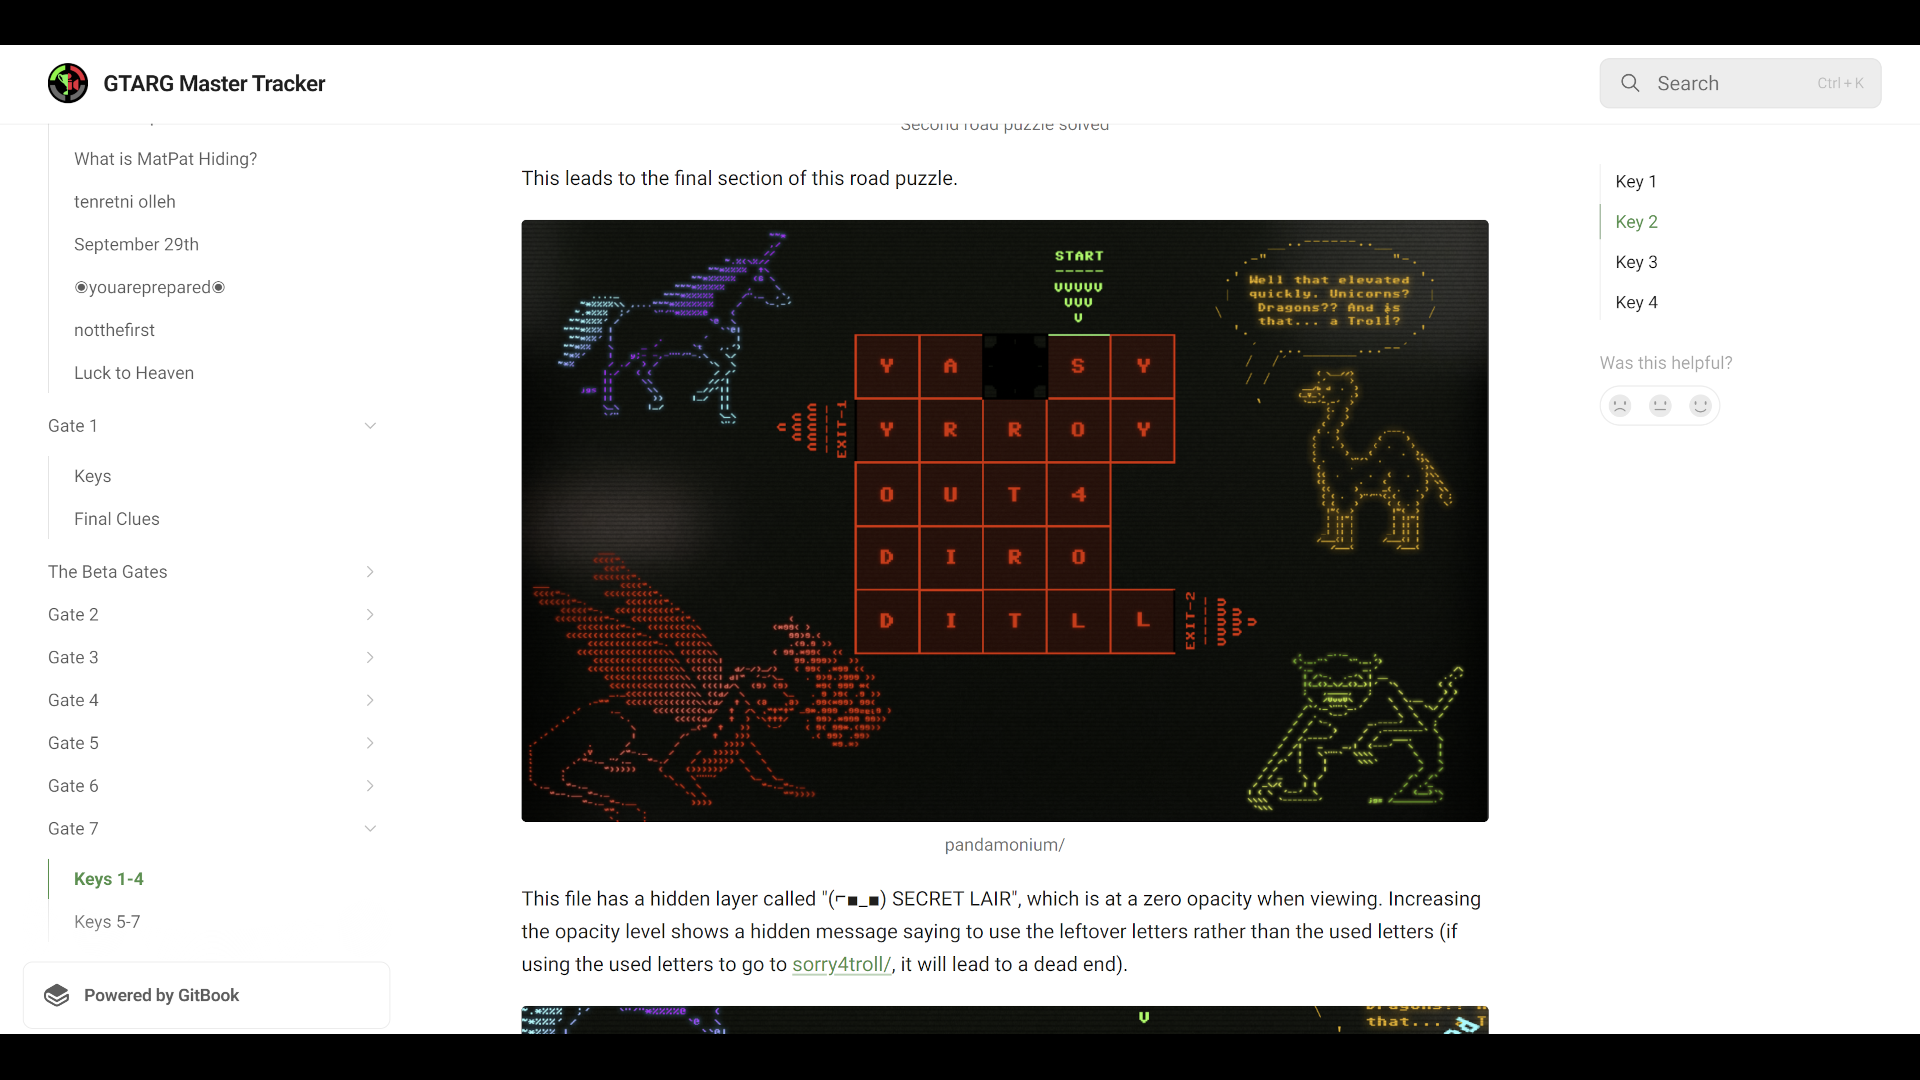 GTARG Master Tracker
Search
Ctrl + K
Second road puzzle solved
What is MatPat Hiding?
tenretni olleh
September 29th
◉youareprepared◉
notthefirst
Luck to Heaven
Gate 1
Keys
Final Clues
The Beta Gates
Gate 2
Gate 3
Gate 4
Gate 5
Gate 6
Gate 7
Keys 1-4
Keys 5-7
Powered by GitBook
This leads to the final section of this road puzzle.
START
Well that elevated
quickly. Unicorns?
Dragons?? And is
that... a Troll?
Y A S Y
Y R R O Y
O U T 4
D I R O
D I T L L
EXIT-1
EXIT-2
pandamonium/
This file has a hidden layer called "(⌐■_■) SECRET LAIR", which is at a zero opacity when viewing. Increasing
the opacity level shows a hidden message saying to use the leftover letters rather than the used letters (if
using the used letters to go to sorry4troll/, it will lead to a dead end).
that...
Key 1
Key 2
Key 3
Key 4
Was this helpful?